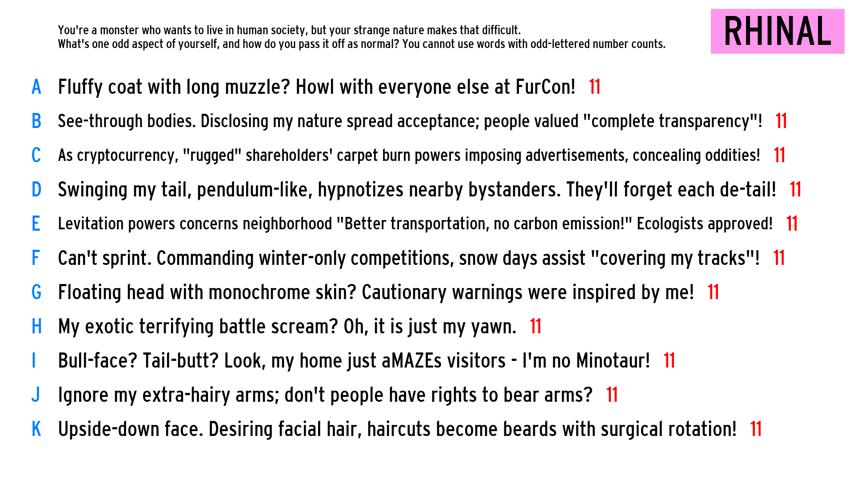 You're a monster who wants to live in human society, but your strange nature makes that difficult.
What's one odd aspect of yourself, and how do you pass it off as normal? You cannot use words with odd-lettered number counts.
RHINAL
A Fluffy coat with long muzzle? Howl with everyone else at FurCon! 11
B See-through bodies. Disclosing my nature spread acceptance; people valued "complete transparency"! 11
C As cryptocurrency, "rugged" shareholders' carpet burn powers imposing advertisements, concealing oddities! 11
D Swinging my tail, pendulum-like, hypnotizes nearby bystanders. They'll forget each de-tail! 11
E Levitation powers concerns neighborhood "Better transportation, no carbon emission!" Ecologists approved! 11
F Can't sprint. Commanding winter-only competitions, snow days assist "covering my tracks"! 11
G Floating head with monochrome skin? Cautionary warnings were inspired by me! 11
H My exotic terrifying battle scream? Oh, it is just my yawn. 11
I Bull-face? Tail-butt? Look, my home just aMAZEs visitors - I'm no Minotaur! 11
J Ignore my extra-hairy arms; don't people have rights to bear arms? 11
K Upside-down face. Desiring facial hair, haircuts become beards with surgical rotation! 11